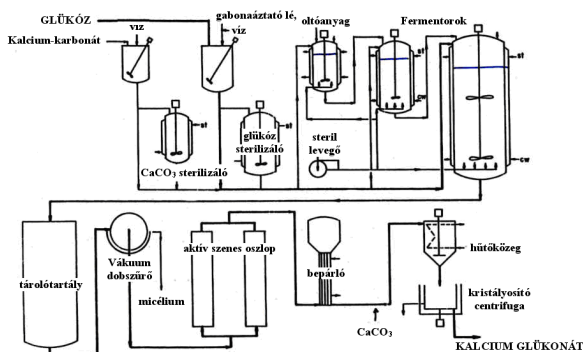 GLÜKÓZ
víz
Kalcium-karbonát
gabonaáztató lé,
víz
oltóanyag
Fermentorok
st
cw
st
cw
st
glükóz
sterilizáló
st
CaCO₃ sterilizáló
steril
levegő
tárolótartály
Vákuum
dobszűrő
micélium
aktív szenes oszlop
bepárló
CaCO₃
hűtőközeg
kristályosító
centrifuga
KALCIUM GLÜKONÁT